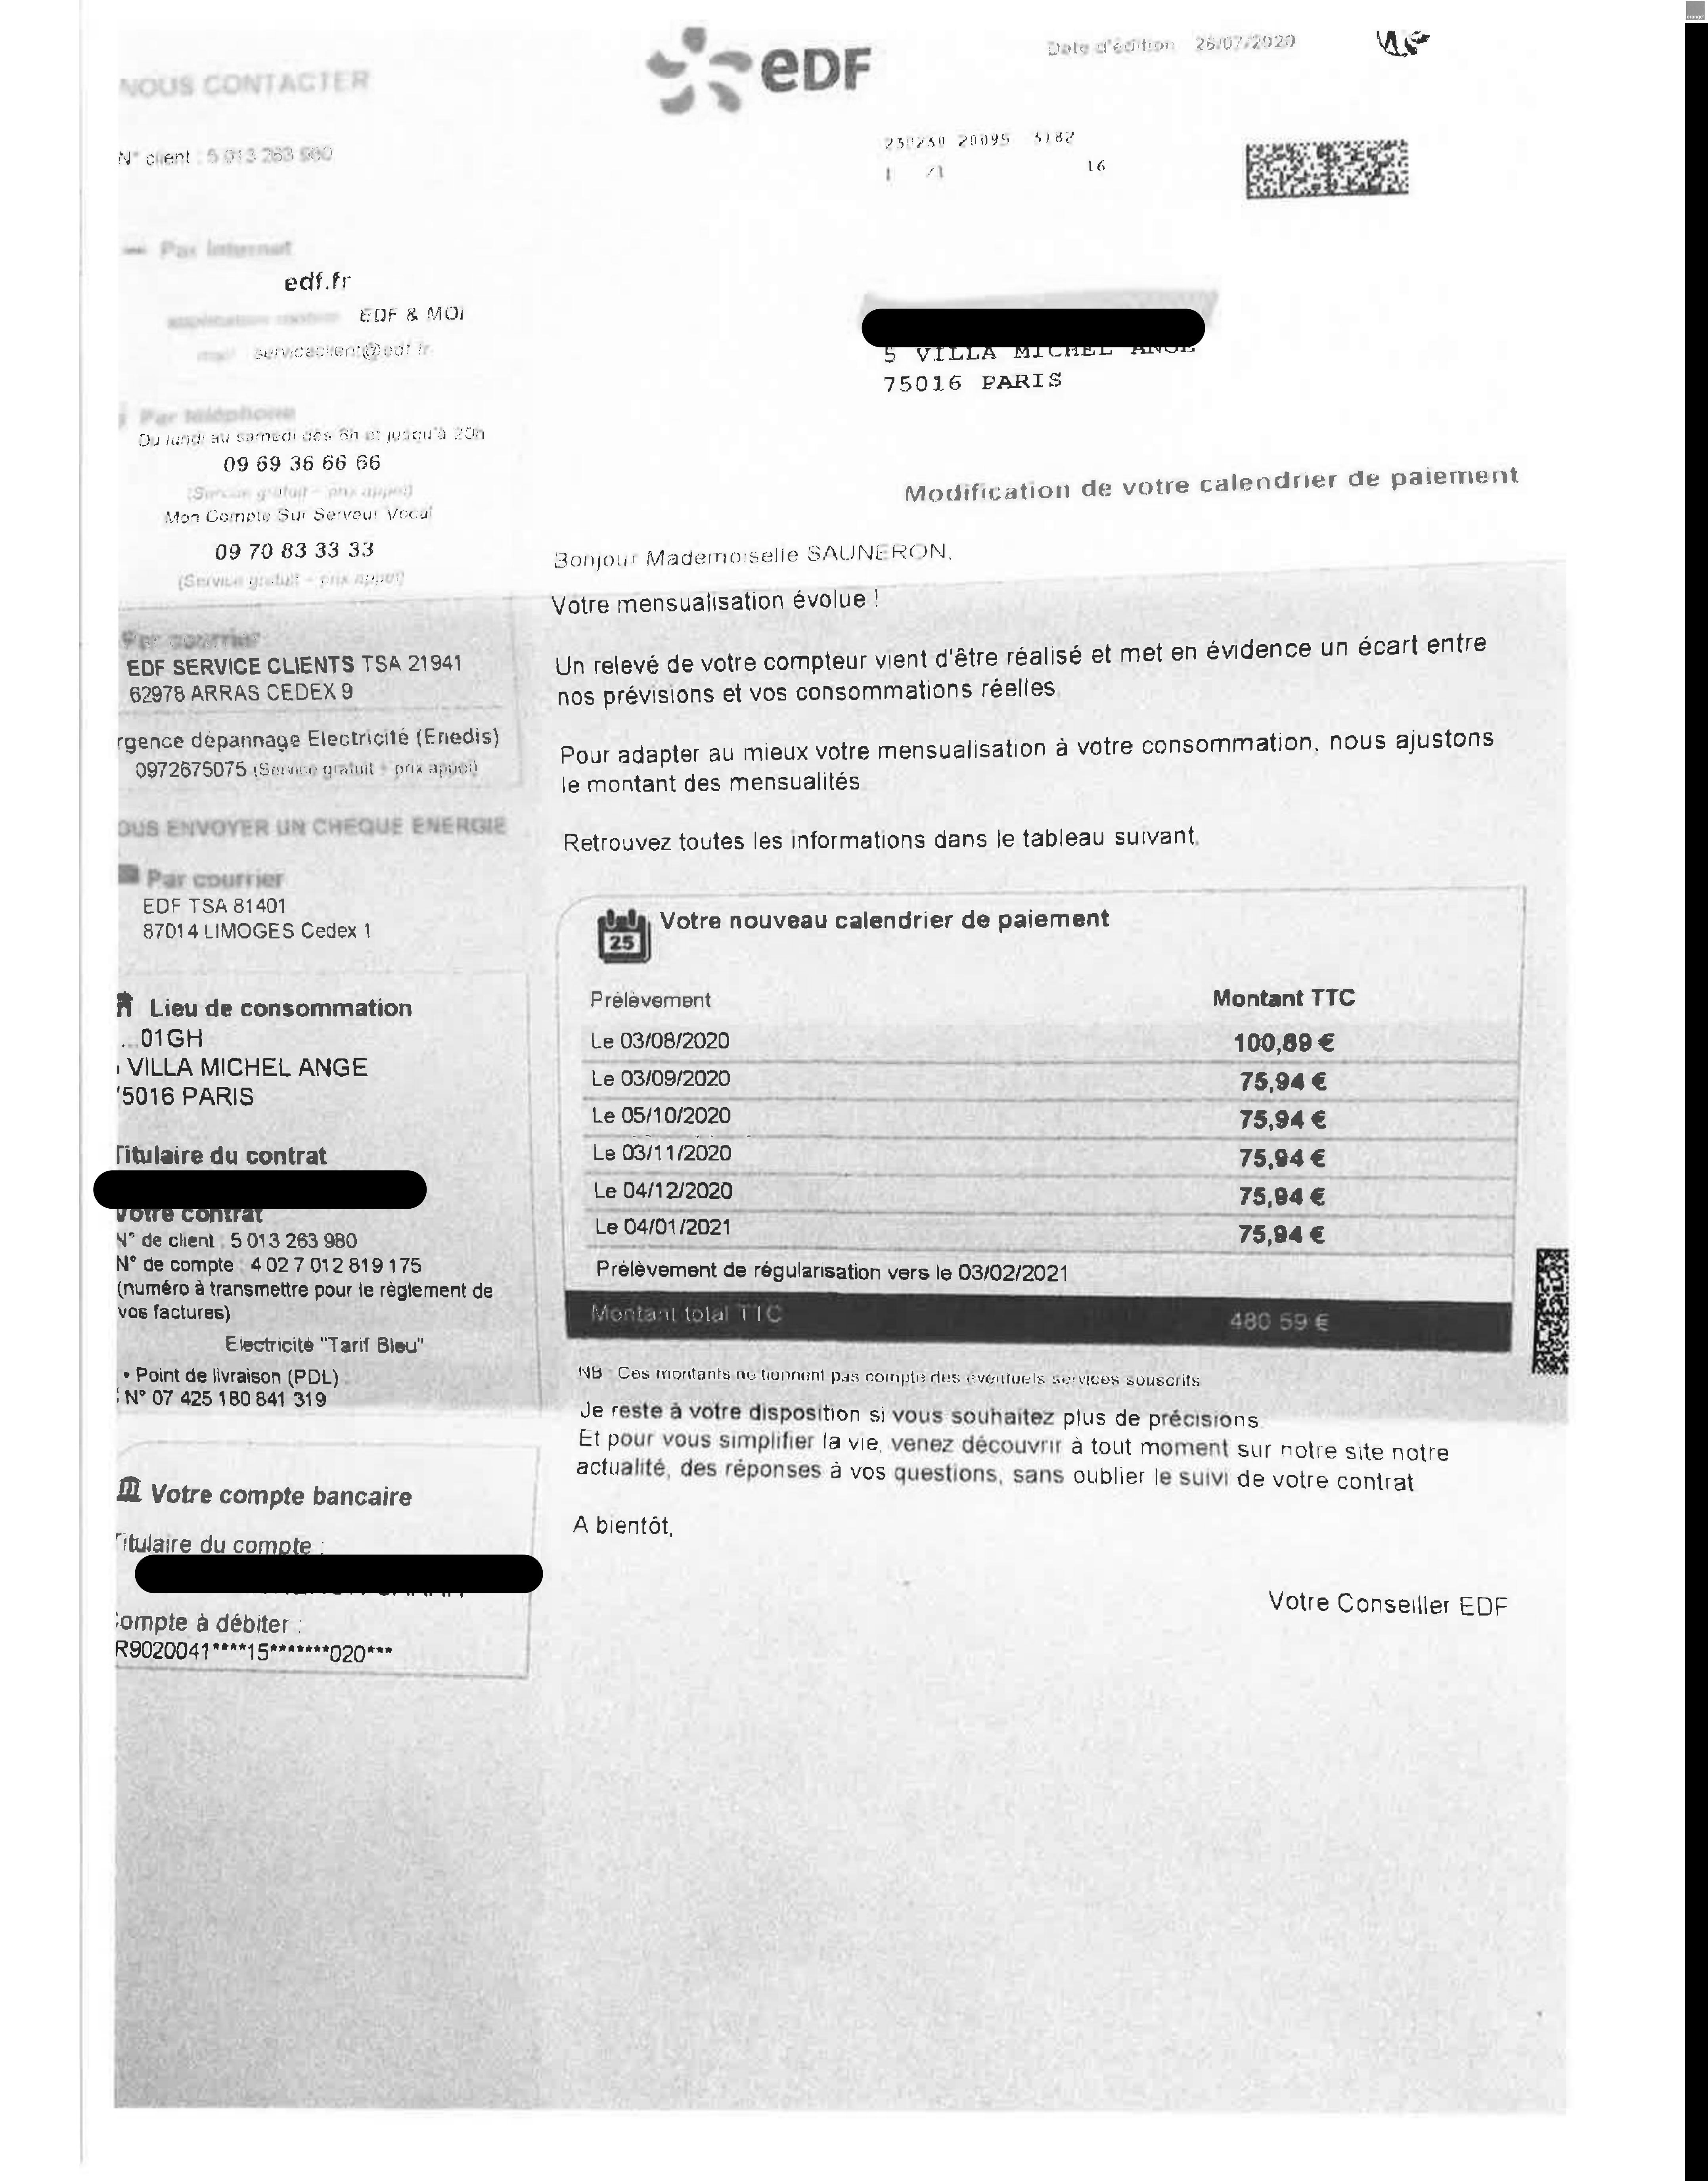 NOUS CONTACTER
N° client : 5 013 263 980
Par Internet
edf.fr
application mobile EDF & MOI
mail serviceclient@edf.fr
Par téléphone
Du lundi au samedi dès 8h et jusqu'à 20h
09 69 36 66 66
(Service gratuit - prix appel)
Mon Compte Sur Serveur Vocal
09 70 83 33 33
(Service gratuit - prix appel)
Par courrier
EDF SERVICE CLIENTS TSA 21941
62978 ARRAS CEDEX 9
rgence dépannage Electricité (Enedis)
0972675075 (Service gratuit - prix appel)
OUS ENVOYER UN CHEQUE ENERGIE
Par courrier
EDF TSA 81401
87014 LIMOGES Cedex 1
Lieu de consommation
...01GH
VILLA MICHEL ANGE
5016 PARIS
Titulaire du contrat
Votre contrat
N° de client : 5 013 263 980
N° de compte : 4 02 7 012 819 175
(numéro à transmettre pour le règlement de
vos factures)
Electricité "Tarif Bleu"
• Point de livraison (PDL)
N° 07 425 180 841 319
Votre compte bancaire
Titulaire du compte :
ompte à débiter :
R9020041****15*******020***
eDF
Date d'édition 26/07/2020
230230 20095 3182
1 /1 16
5 VILLA MICHEL ANGE
75016 PARIS
Modification de votre calendrier de paiement
Bonjour Mademoiselle SAUNERON,
Votre mensualisation évolue !
Un relevé de votre compteur vient d'être réalisé et met en évidence un écart entre
nos prévisions et vos consommations réelles.
Pour adapter au mieux votre mensualisation à votre consommation, nous ajustons
le montant des mensualités.
Retrouvez toutes les informations dans le tableau suivant.
25
Votre nouveau calendrier de paiement
Prélèvement Montant TTC
Le 03/08/2020 100,89 €
Le 03/09/2020 75,94 €
Le 05/10/2020 75,94 €
Le 03/11/2020 75,94 €
Le 04/12/2020 75,94 €
Le 04/01/2021 75,94 €
Prélèvement de régularisation vers le 03/02/2021
Montant total TTC 480 59 €
NB : Ces montants ne tiennent pas compte des éventuels services souscrits
Je reste à votre disposition si vous souhaitez plus de précisions.
Et pour vous simplifier la vie, venez découvrir à tout moment sur notre site notre
actualité, des réponses à vos questions, sans oublier le suivi de votre contrat
A bientôt,
Votre Conseiller EDF